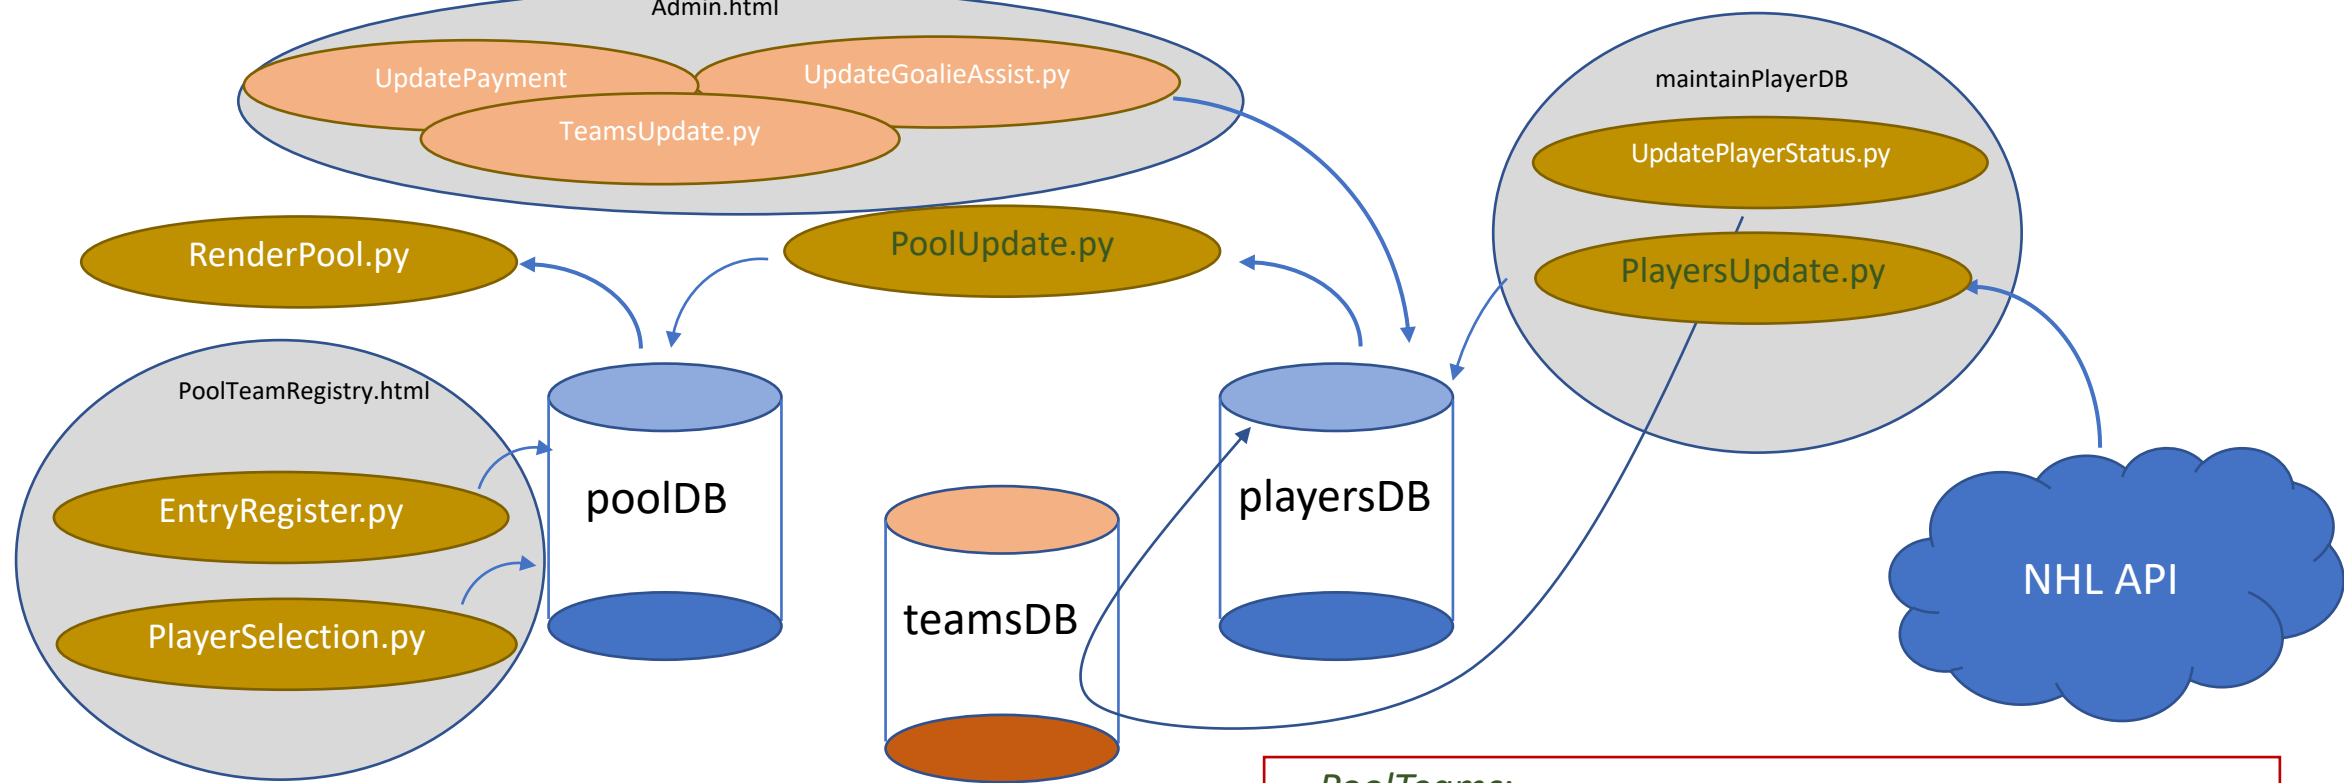 Admin.html
UpdatePayment
UpdateGoalieAssist.py
TeamsUpdate.py
maintainPlayerDB
UpdatePlayerStatus.py
PlayersUpdate.py
RenderPool.py
PoolUpdate.py
PoolTeamRegistry.html
EntryRegister.py
PlayerSelection.py
poolDB
teamsDB
playersDB
NHL API
PoolTeams: